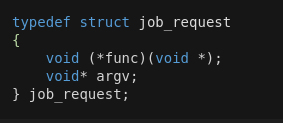 typedef struct job_request
{
    void (*func)(void *);
    void* argv;
} job_request;